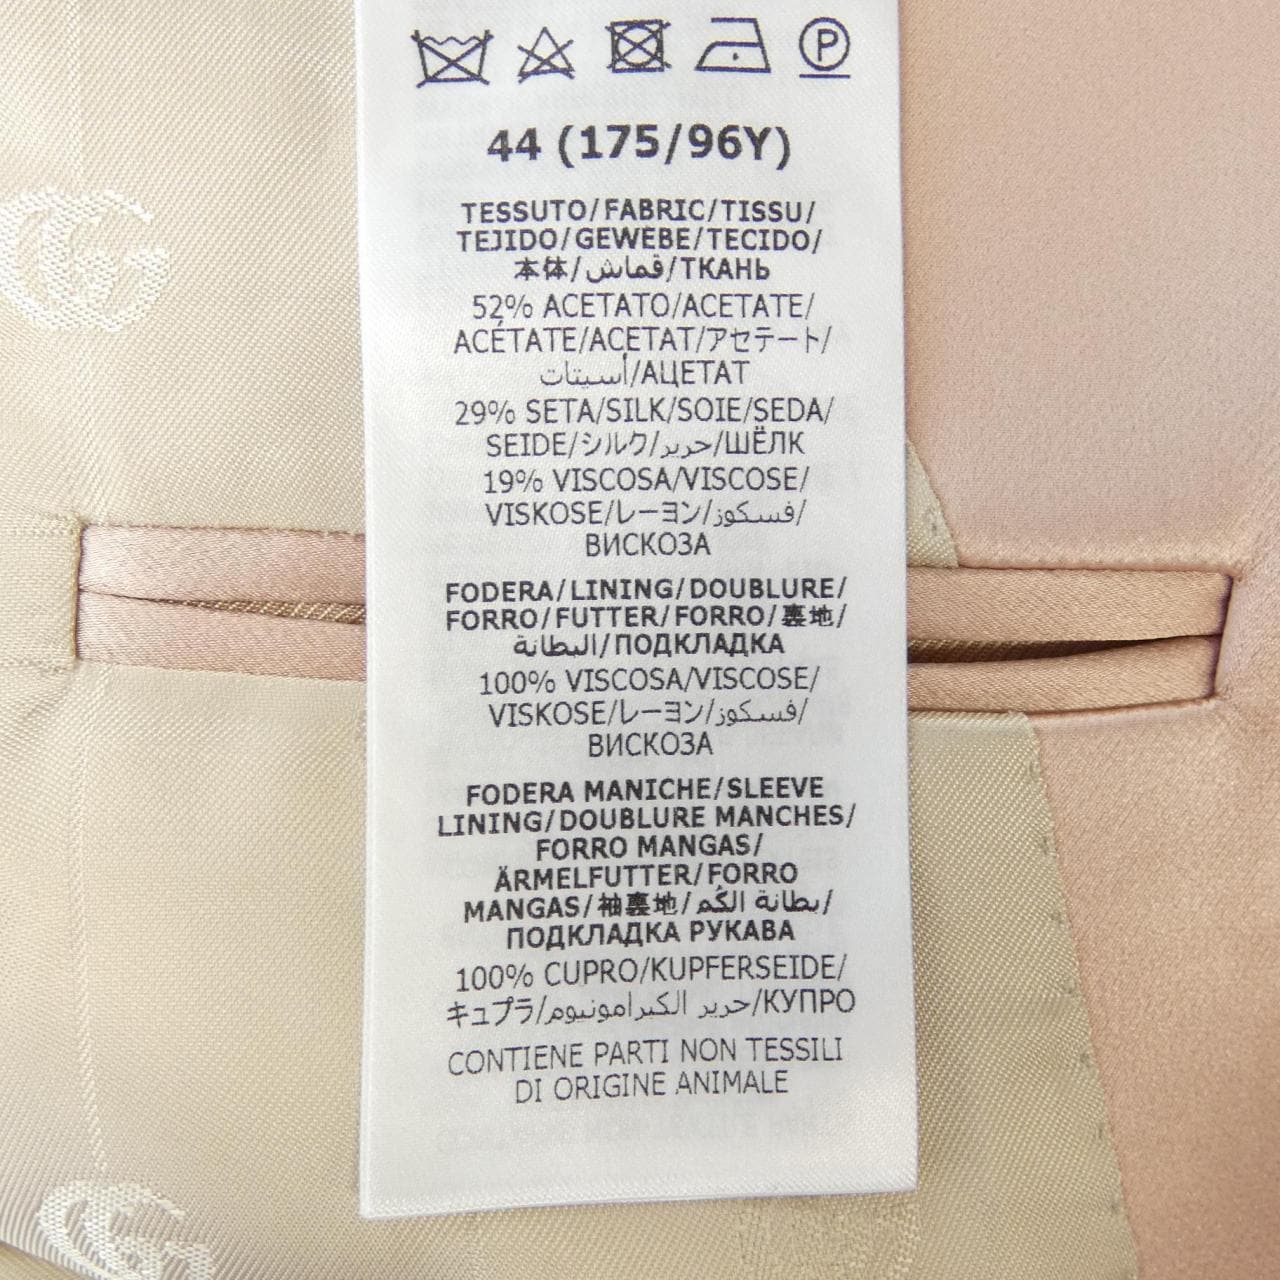 P
44 (175/96Y)
TESSUTO/FABRIC/TISSU/
TEJIDO/GEWEBE/TECIDO/
本体/قماش/ТКАНЬ
52% ACETATO/ACETATE/
ACÉTATE/ACETAT/アセテート/
أسيتات/АЦЕТАТ
29% SETA/SILK/SOIE/SEDA/
SEIDE/シルク/حرير/ШЁЛК
19% VISCOSA/VISCOSE/
VISKOSE/レーヨン/فسكوز/
ВИСКОЗА
FODERA/LINING/DOUBLURE/
FORRO/FUTTER/FORRO/裏地/
البطانة/ПОДКЛАДКА
100% VISCOSA/VISCOSE/
VISKOSE/レーヨン/فسكوز/
ВИСКОЗА
FODERA MANICHE/SLEEVE
LINING/DOUBLURE MANCHES/
FORRO MANGAS/
ÄRMELFUTTER/FORRO
MANGAS/袖裏地/بطانة الكُم/
ПОДКЛАДКА РУКАВА
100% CUPRO/KUPFERSEIDE/
キュプラ/حرير الكبرامونيوم/КУПРО
CONTIENE PARTI NON TESSILI
DI ORIGINE ANIMALE